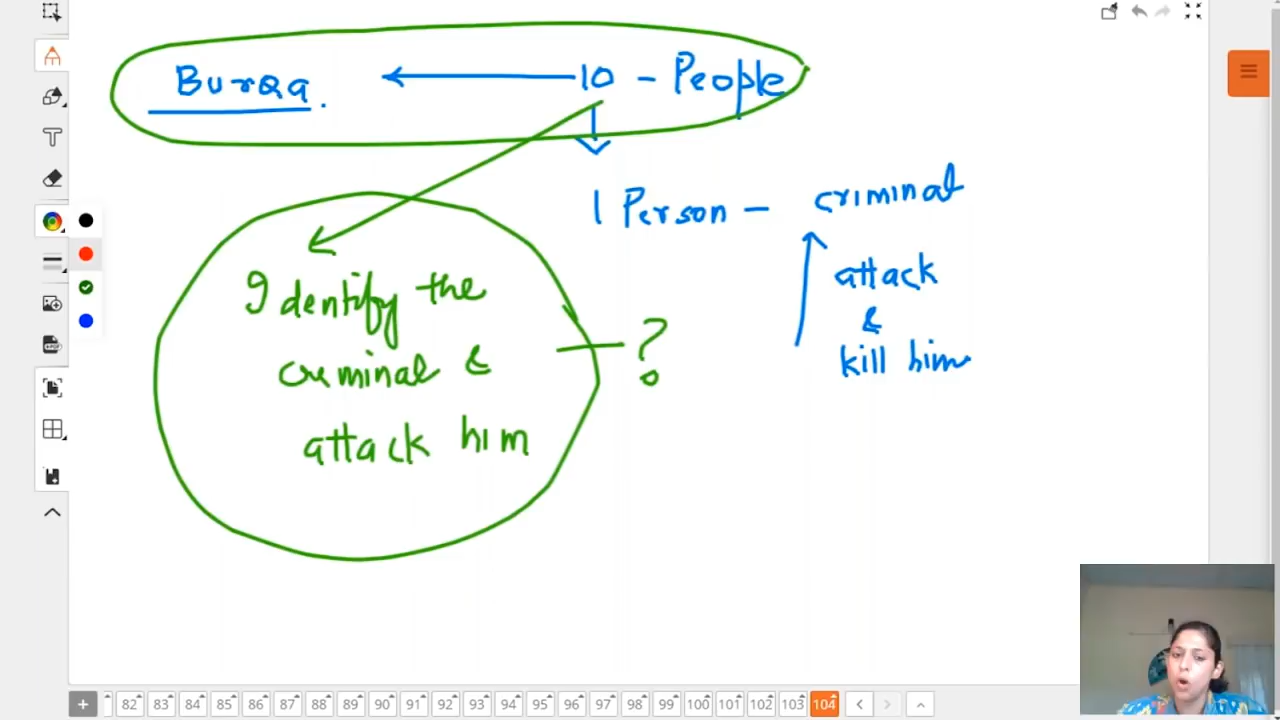 BurQa. 10 - People
1 Person - criminal
attack
&
kill him
Identify the
criminal &
attack him
?
82 83 84 85 86 87 88 89 90 91 92 93 94 95 96 97 98 99 100 101 102 103 104